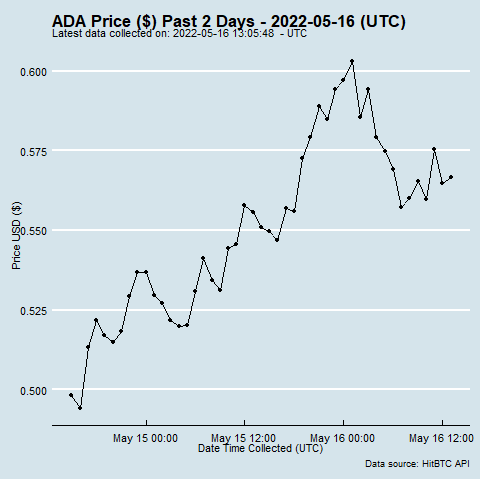 ADA Price ($) Past 2 Days - 2022-05-16 (UTC)
Latest data collected on: 2022-05-16 13:05:48 - UTC
0.600
0.575
0.550
0.525
0.500
Price USD ($)
May 15 00:00 May 15 12:00 May 16 00:00 May 16 12:00
Date Time Collected (UTC)
Data source: HitBTC API